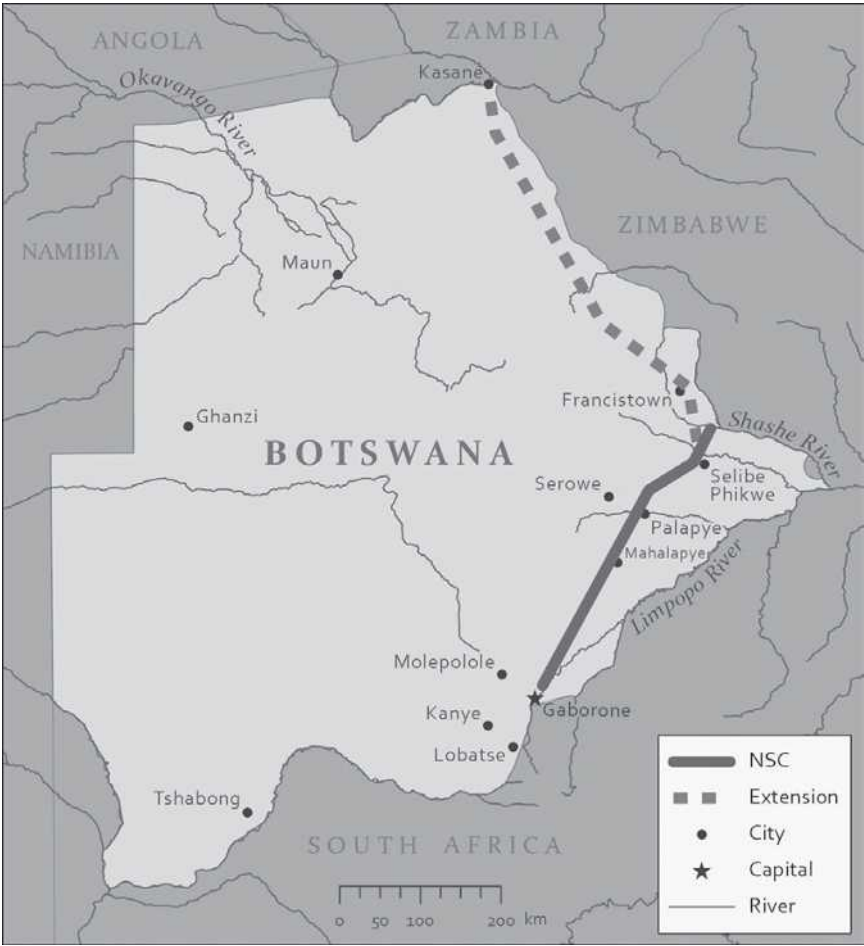 ANGOLA
ZAMBIA
Kasane
Okavango River
ZIMBABWE
NAMIBIA
Maun
Francistown
Ghanzi
Shashe River
BOTSWANA
Selibe
Phikwe
Serowe
Palapye
Mahalapye
Limpopo River
Molepolole
Gaborone
Kanye
Lobatse
Tshabong
SOUTH AFRICA
NSC
Extension
City
Capital
River
0 50 100 200 km